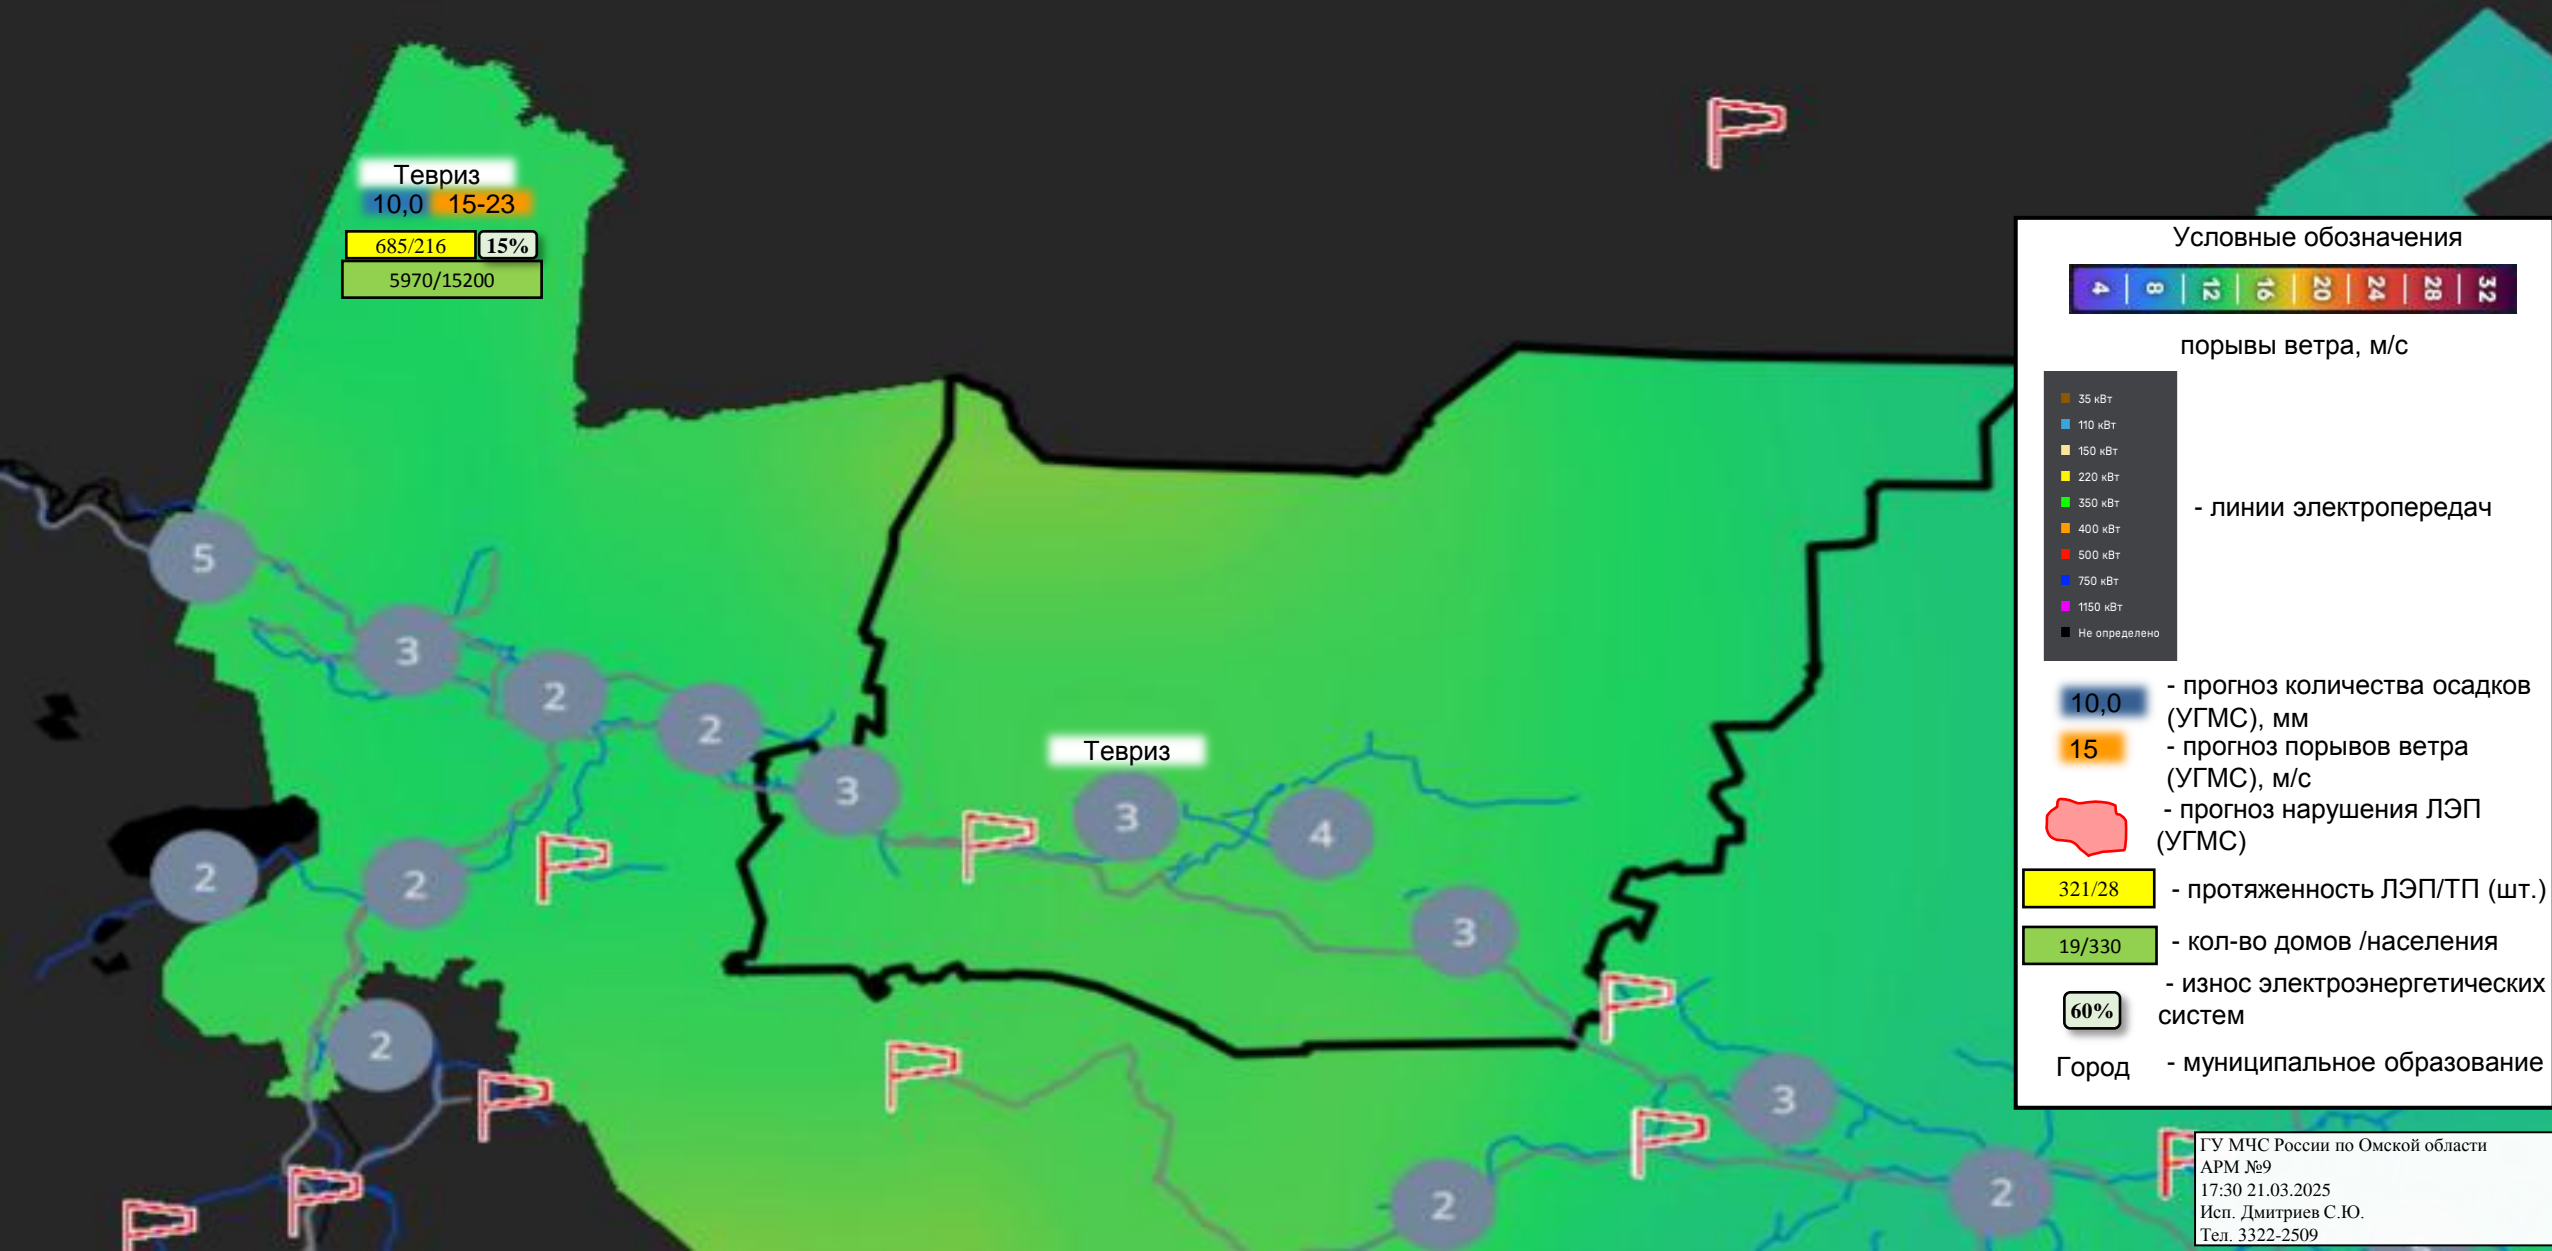 Тевриз
10,0 15-23
685/216 15%
5970/15200
5
3
2
2
3
Тевриз
3
4
3
2
2
2
3
2
2
Условные обозначения
4 8 12 16 20 24 28 32
порывы ветра, м/с
35 кВт
110 кВт
150 кВт
220 кВт
350 кВт
400 кВт
500 кВт
750 кВт
1150 кВт
Не определено
- линии электропередач
10,0 - прогноз количества осадков
(УГМС), мм
15 - прогноз порывов ветра
(УГМС), м/с
- прогноз нарушения ЛЭП
(УГМС)
321/28 - протяженность ЛЭП/ТП (шт.)
19/330 - кол-во домов /населения
60% - износ электроэнергетических
систем
Город - муниципальное образование
ГУ МЧС России по Омской области
АРМ №9
17:30 21.03.2025
Исп. Дмитриев С.Ю.
Тел. 3322-2509